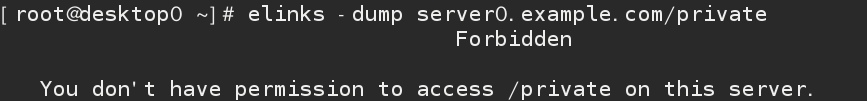 [root@desktop0 ~]# elinks -dump server0.example.com/private
Forbidden
You don't have permission to access /private on this server.